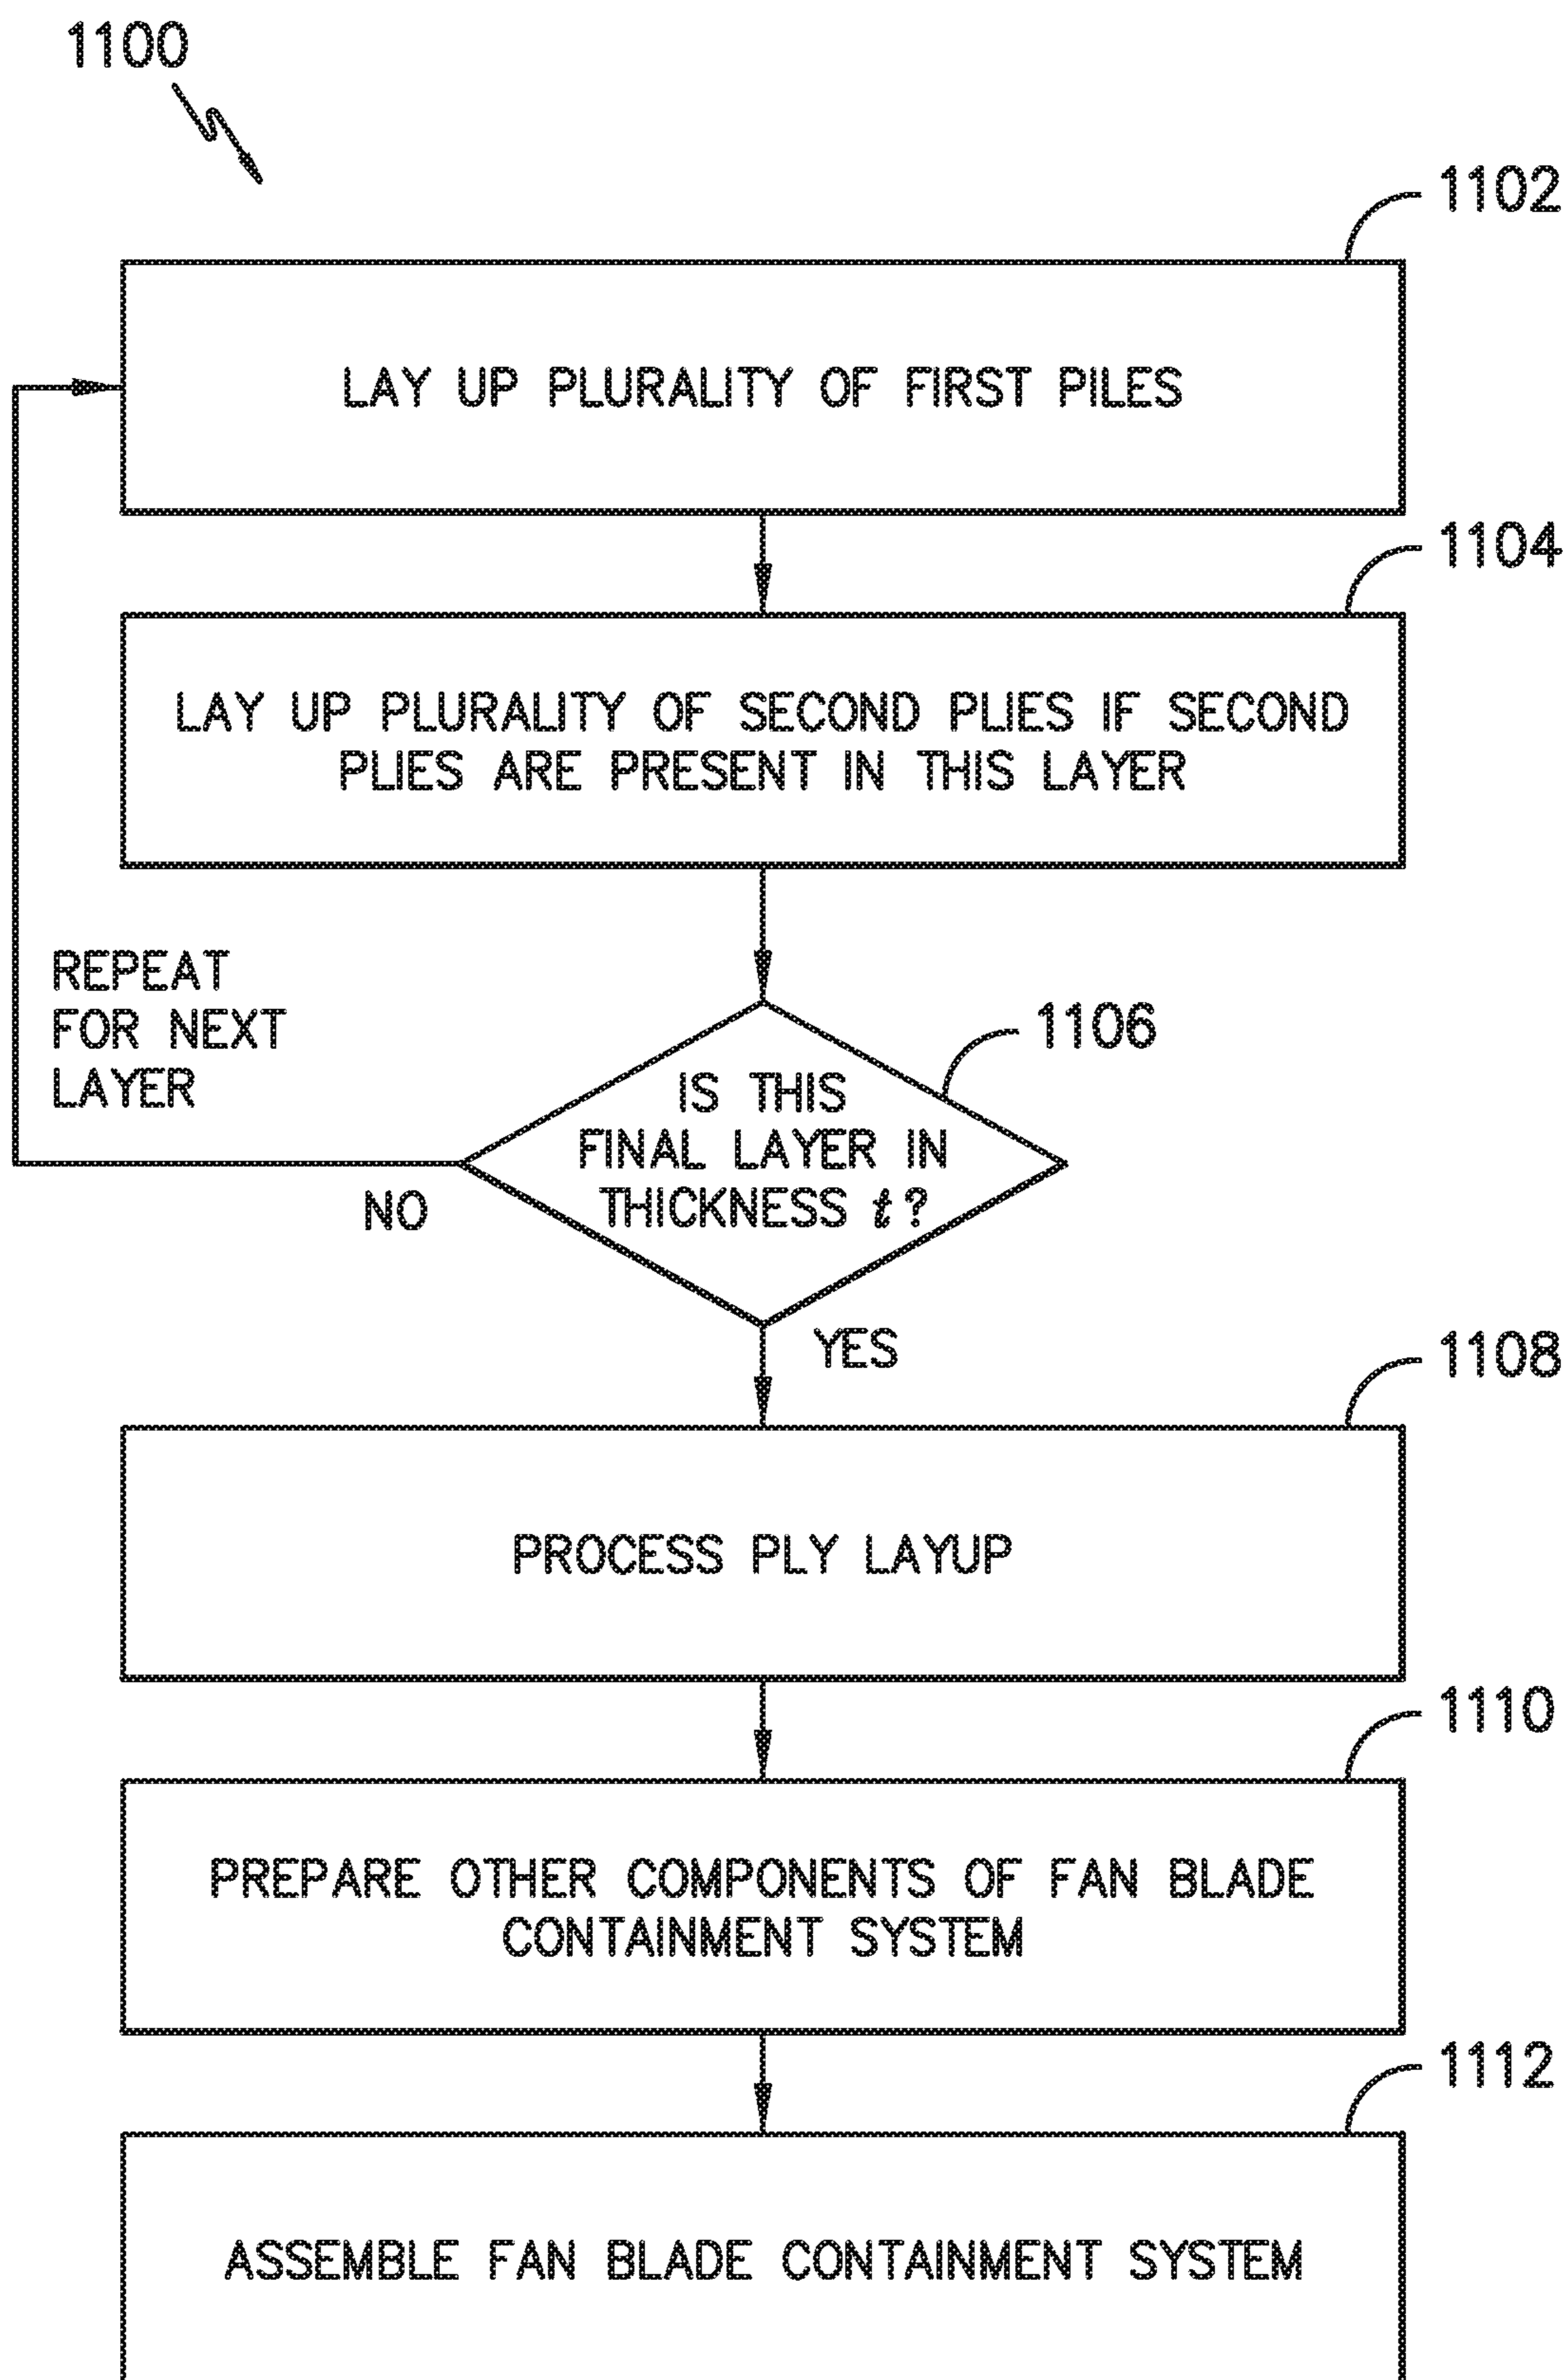 1100
1102
LAY UP PLURALITY OF FIRST PILES
1104
LAY UP PLURALITY OF SECOND PLIES IF SECOND
PLIES ARE PRESENT IN THIS LAYER
REPEAT
FOR NEXT
LAYER
1106
IS THIS
FINAL LAYER IN
THICKNESS t?
NO
YES
1108
PROCESS PLY LAYUP
1110
PREPARE OTHER COMPONENTS OF FAN BLADE
CONTAINMENT SYSTEM
1112
ASSEMBLE FAN BLADE CONTAINMENT SYSTEM